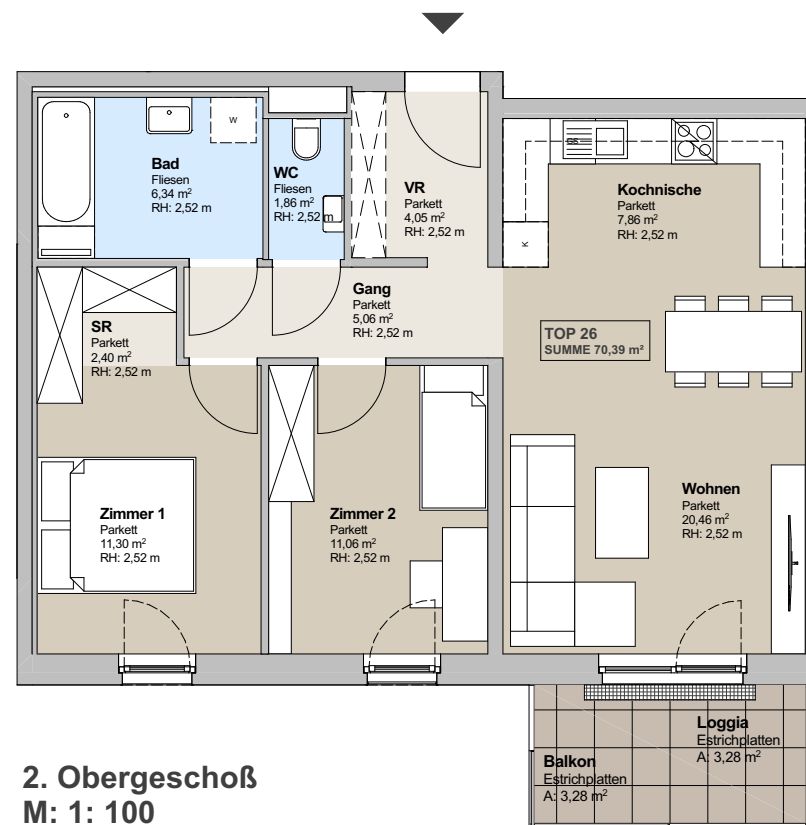 Bad
Fliesen
6,34 m²
RH: 2,52 m
W
WC
Fliesen
1,86 m²
RH: 2,52 m
VR
Parkett
4,05 m²
RH: 2,52 m
GS
Kochnische
Parkett
7,86 m²
RH: 2,52 m
K
Gang
Parkett
5,06 m²
RH: 2,52 m
SR
Parkett
2,40 m²
RH: 2,52 m
TOP 26
SUMME 70,39 m²
Zimmer 1
Parkett
11,30 m²
RH: 2,52 m
Zimmer 2
Parkett
11,06 m²
RH: 2,52 m
Wohnen
Parkett
20,46 m²
RH: 2,52 m
Loggia
Estrichplatten
A: 3,28 m²
Balkon
Estrichplatten
A: 3,28 m²
2. Obergeschoß
M: 1: 100